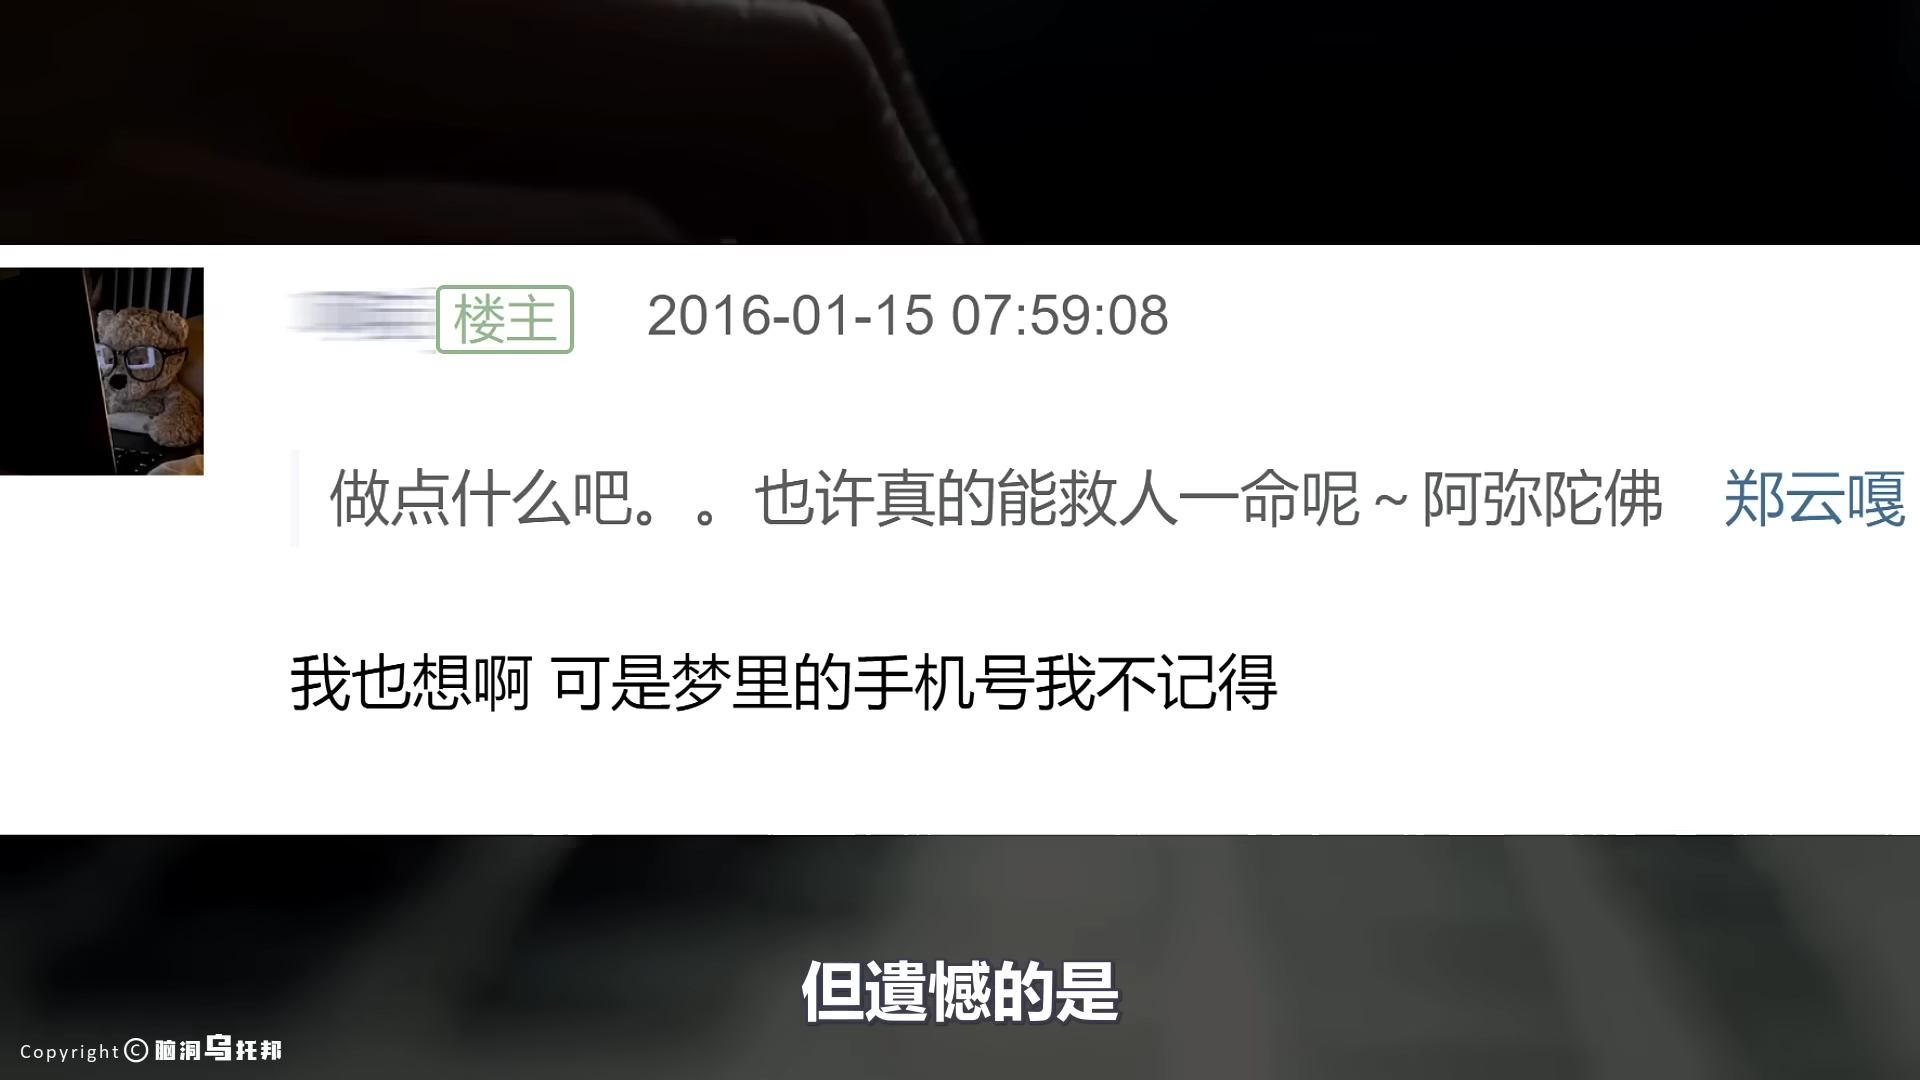 楼主 2016-01-15 07:59:08
做点什么吧。。也许真的能救人一命呢～阿弥陀佛 郑云嘎
我也想啊 可是梦里的手机号我不记得
但遺憾的是
Copyright © 脑洞乌托邦